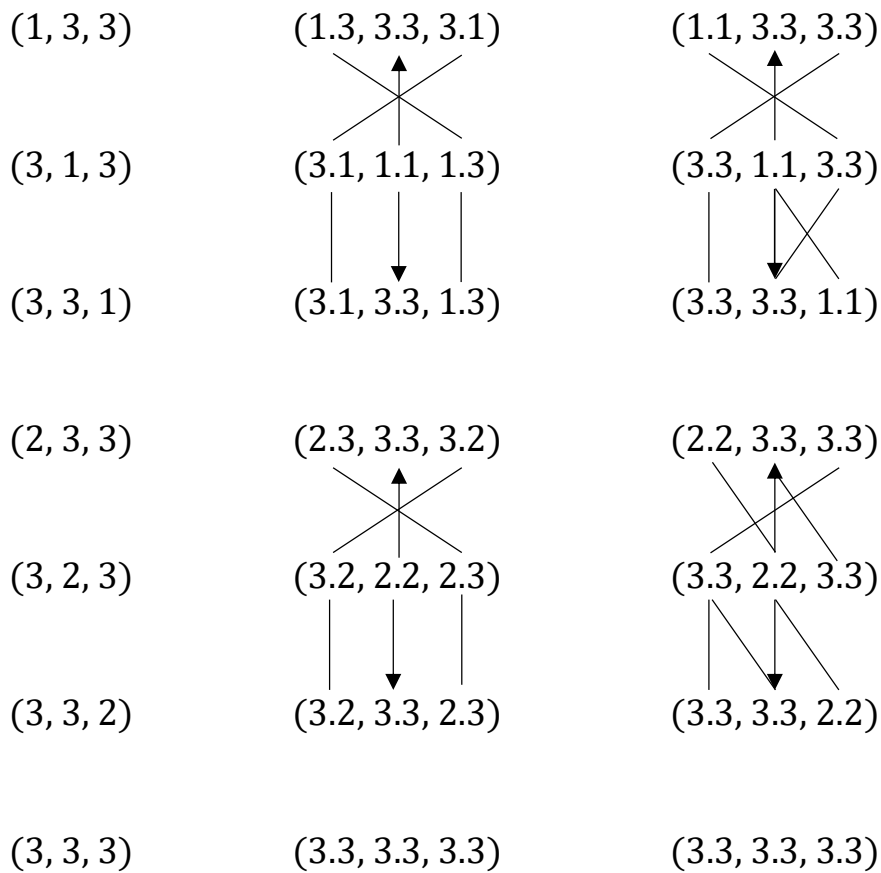 (1, 3, 3) (1.3, 3.3, 3.1) (1.1, 3.3, 3.3)
(3, 1, 3) (3.1, 1.1, 1.3) (3.3, 1.1, 3.3)
(3, 3, 1) (3.1, 3.3, 1.3) (3.3, 3.3, 1.1)
(2, 3, 3) (2.3, 3.3, 3.2) (2.2, 3.3, 3.3)
(3, 2, 3) (3.2, 2.2, 2.3) (3.3, 2.2, 3.3)
(3, 3, 2) (3.2, 3.3, 2.3) (3.3, 3.3, 2.2)
(3, 3, 3) (3.3, 3.3, 3.3) (3.3, 3.3, 3.3)